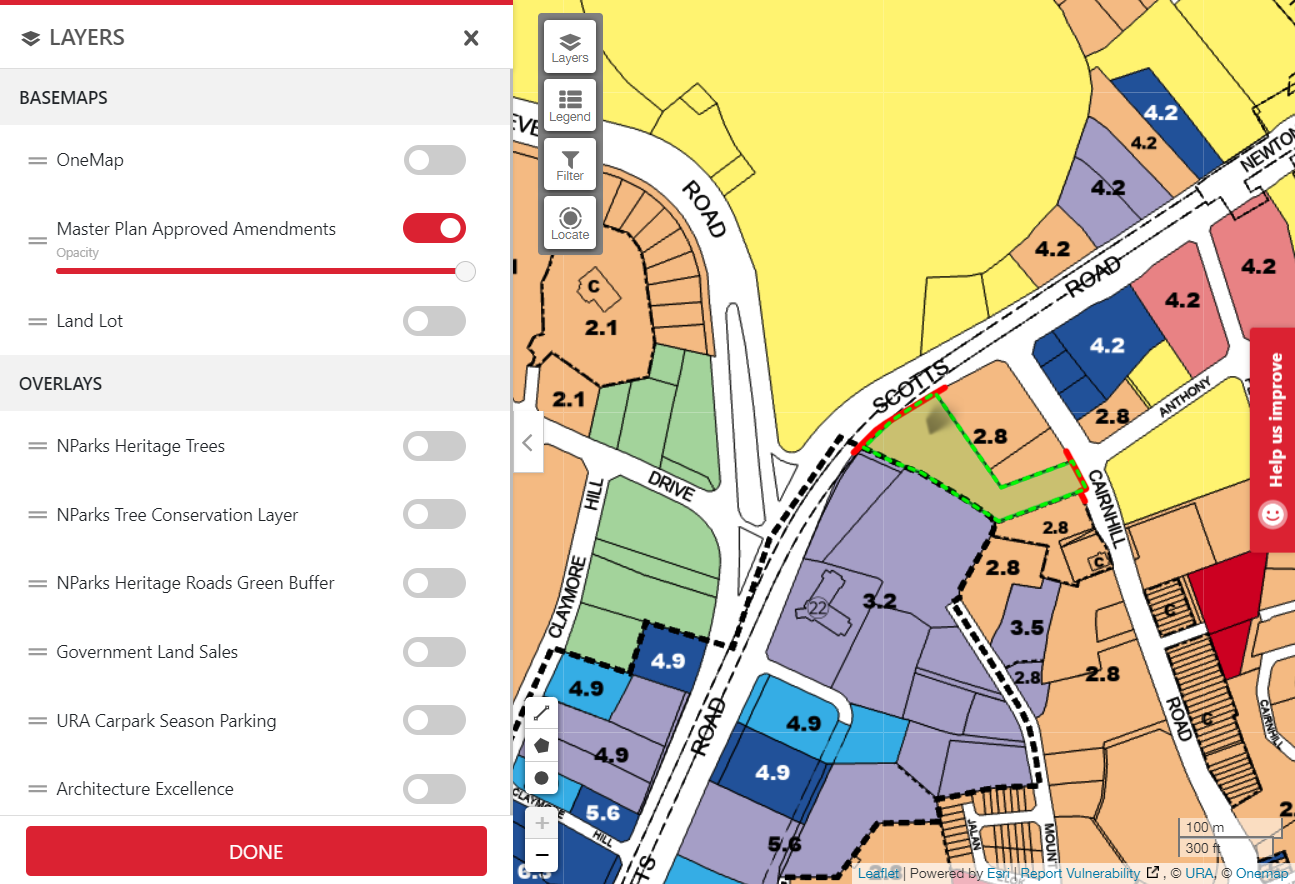 LAYERS
BASEMAPS
OneMap
Master Plan Approved Amendments
Opacity
Land Lot
OVERLAYS
NParks Heritage Trees
NParks Tree Conservation Layer
NParks Heritage Roads Green Buffer
Government Land Sales
URA Carpark Season Parking
Architecture Excellence
DONE
Layers
Legend
Filter
Locate
ROAD
C
2.1
2.1
DRIVE
HILL
CLAYMORE
4.2
4.2
4.2
4.2
NEWTON
ROAD
4.2
4.2
4.2
ANTHONY
2.8
SCOTTS
2.8
CAIRNHILL
2.8
C
2.8
22
3.2
3.5
2.8
2.8
C
C
ROAD
CAIRNHILL
4.9
4.9
4.9
ROAD
4.9
4.9
5.6
CLAYMORE
HILL
5.6
JALAN
MOUNT
Help us improve
100 m
300 ft
Leaflet | Powered by Esri | Report Vulnerability , © URA, © Onemap